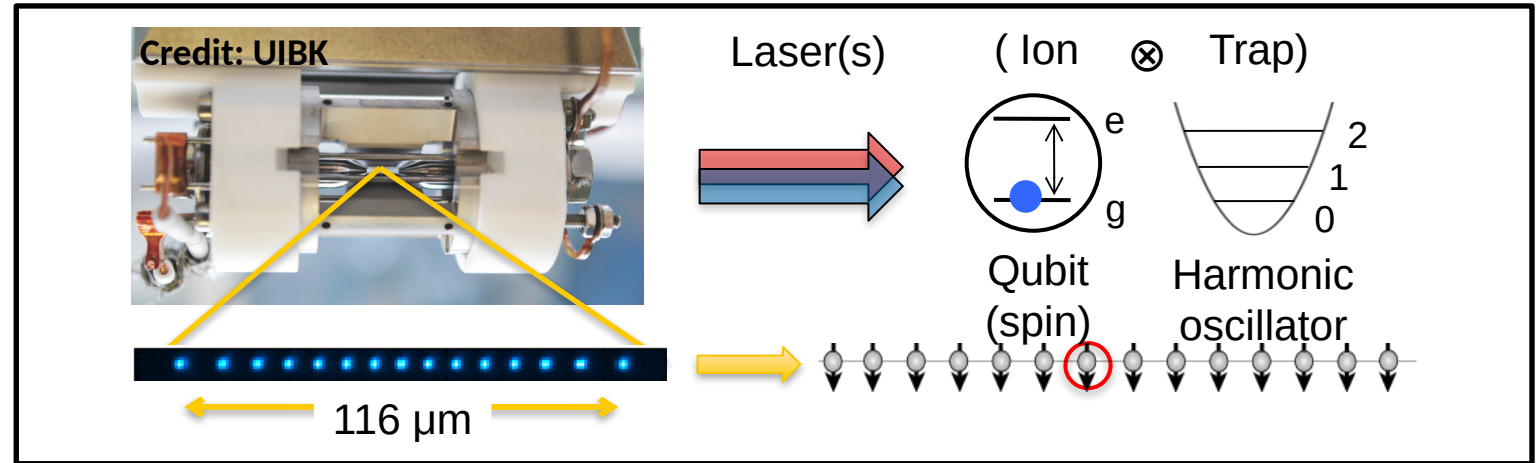 Credit: UIBK
Laser(s)
( Ion ⊗ Trap)
e
g
2
1
0
Qubit
(spin)
Harmonic
oscillator
116 μm